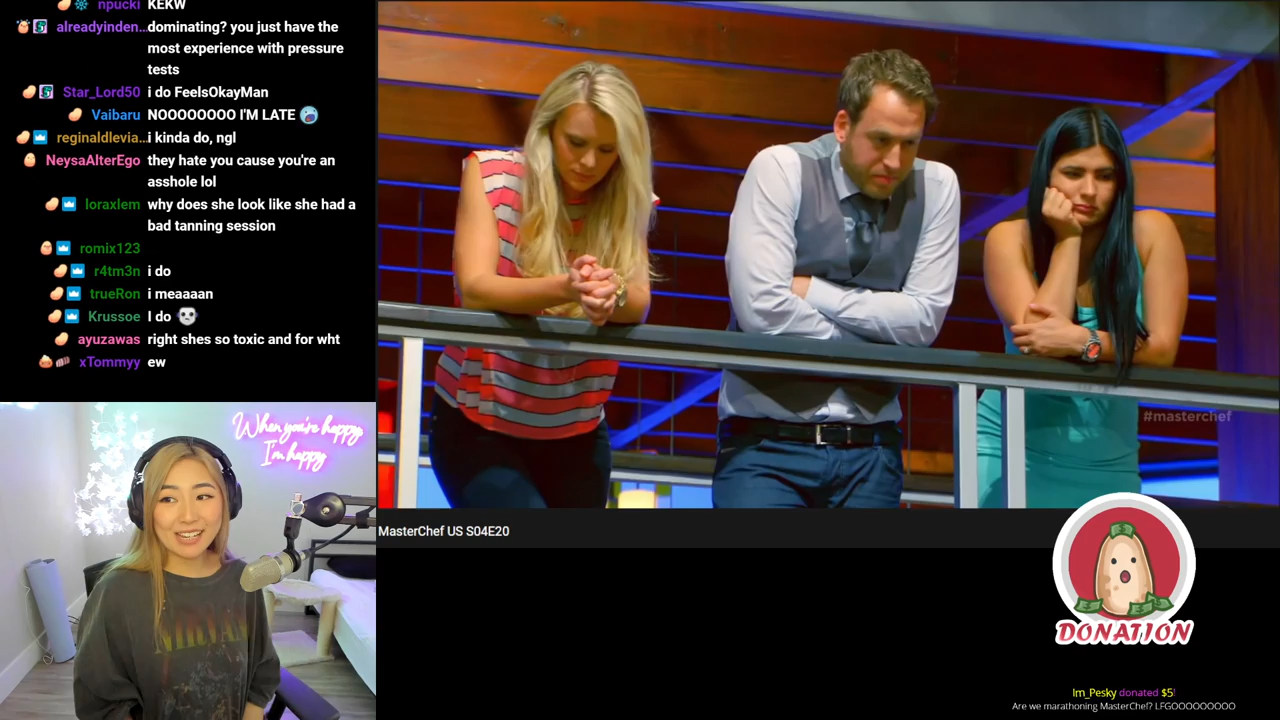 npucki KEKW
alreadyinden... dominating? you just have the
most experience with pressure
tests
Star_Lord50 i do FeelsOkayMan
Vaibaru NOOOOOOOO I'M LATE
reginaldlevia... i kinda do, ngl
NeysaAlterEgo they hate you cause you're an
asshole lol
loraxlem why does she look like she had a
bad tanning session
romix123
r4tm3n i do
trueRon i meaaaan
Krussoe I do
ayuzawas right shes so toxic and for wht
xTommyy ew
#masterchef
MasterChef US S04E20
When you're happy
I'm happy
NIRVANA
DONATION
Im_Pesky donated $5!
Are we marathoning MasterChef? LFGOOOOOOOOO